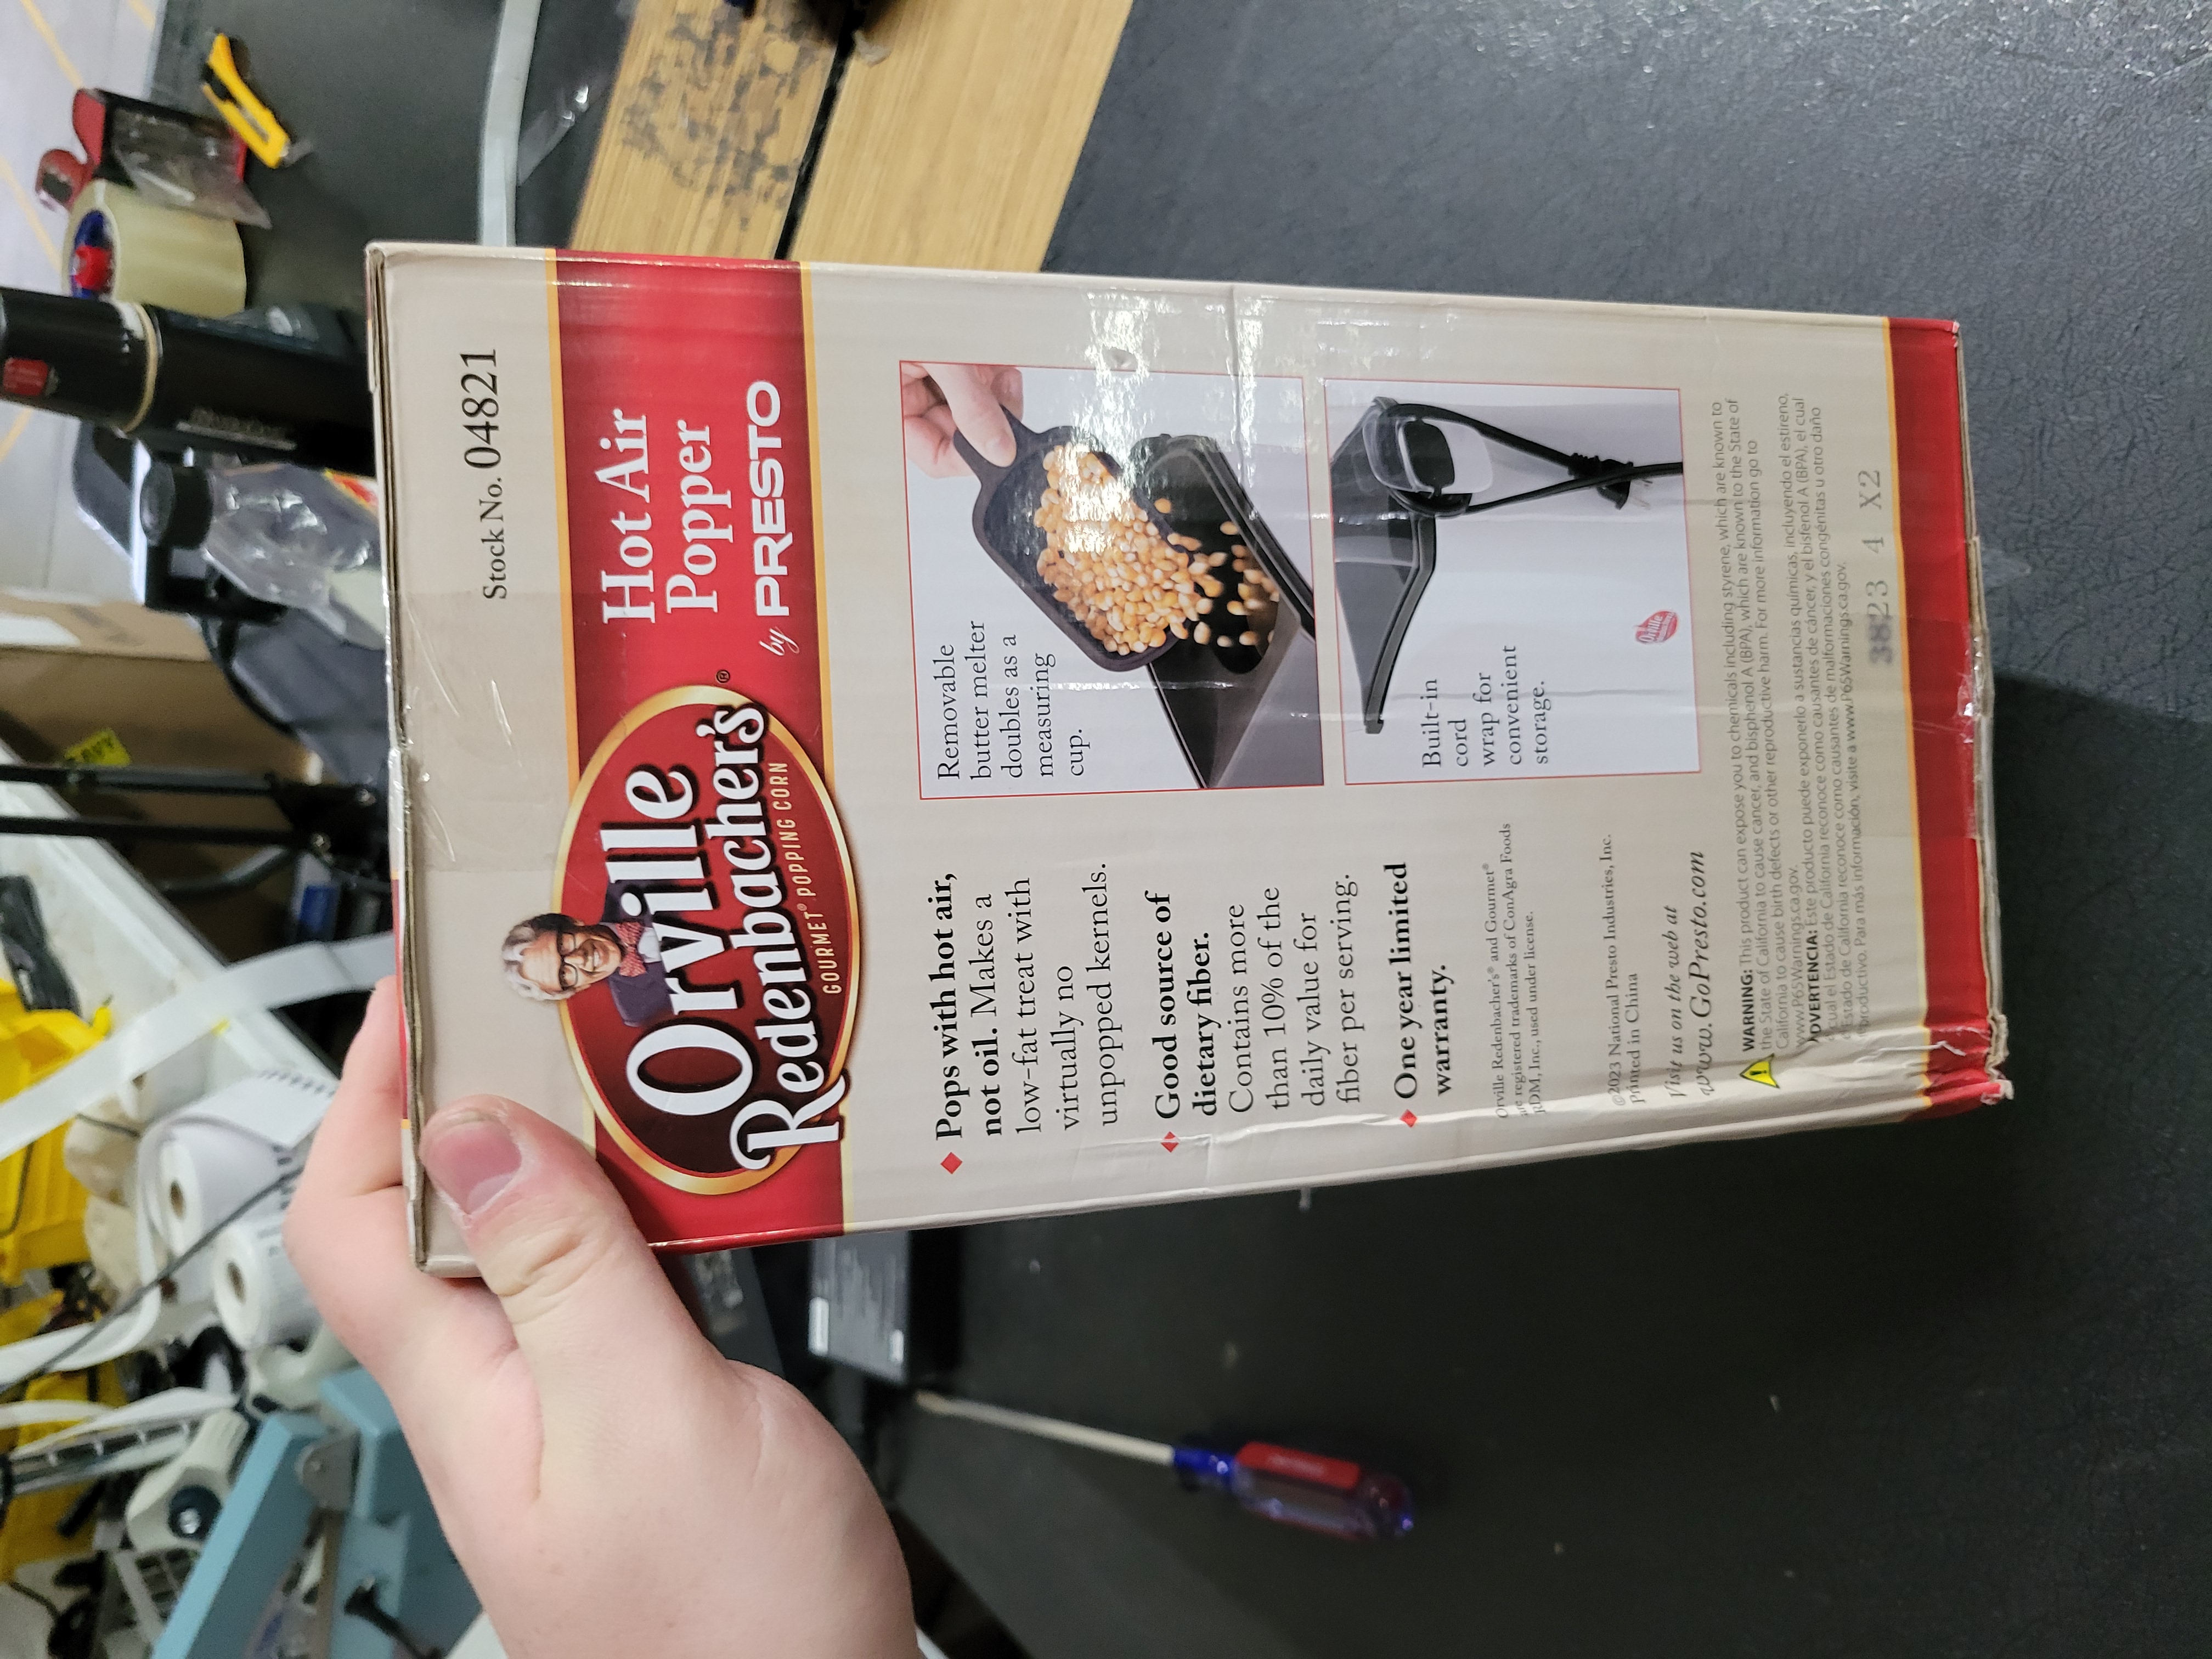 Stock No. 04821
Orville
Redenbacher's®
GOURMET® POPPING CORN
Hot Air
Popper
by PRESTO
Pops with hot air,
not oil. Makes a
low-fat treat with
virtually no
unpopped kernels.
Good source of
dietary fiber.
Contains more
than 10% of the
daily value for
fiber per serving.
One year limited
warranty.
Orville Redenbacher's® and Gourmet®
are registered trademarks of ConAgra Foods
RDM, Inc., used under license.
©2023 National Presto Industries, Inc.
Printed in China
Visit us on the web at
www.GoPresto.com
Removable
butter melter
doubles as a
measuring
cup.
Built-in
cord
wrap for
convenient
storage.
WARNING: This product can expose you to chemicals including styrene, which are known to
the State of California to cause cancer, and bisphenol A (BPA), which are known to the State of
California to cause birth defects or other reproductive harm. For more information go to
www.P65Warnings.ca.gov.
ADVERTENCIA: Este producto puede exponerlo a sustancias químicas, incluyendo el estireno,
cual el Estado de California reconoce como causantes de cáncer, y el bisfenol A (BPA), el cual
Estado de California reconoce como causantes de malformaciones congénitas u otro daño
reproductivo. Para más información, visite a www.P65Warnings.ca.gov.
3823 4 X2